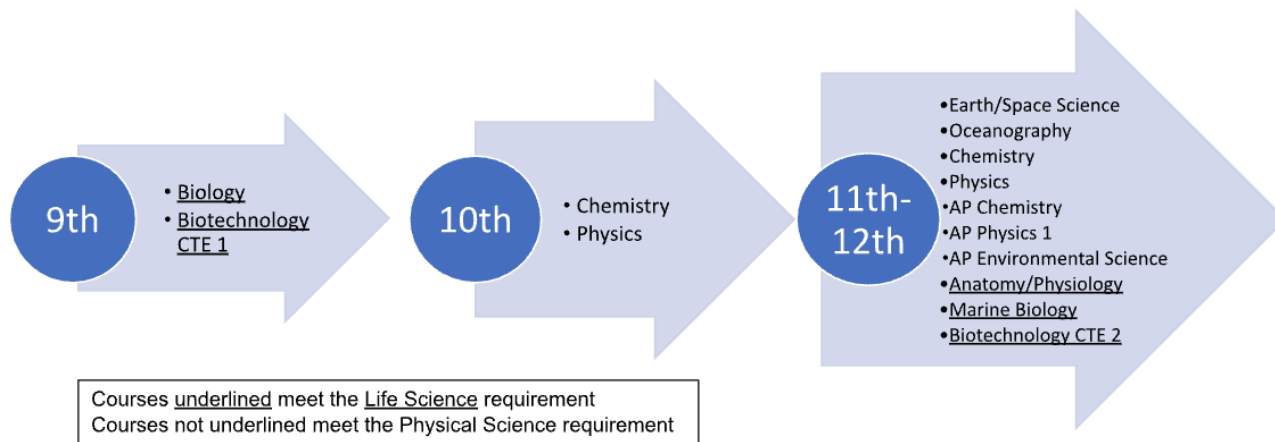 9th
• Biology
• Biotechnology
CTE 1
10th
• Chemistry
• Physics
11th-
12th
•Earth/Space Science
•Oceanography
•Chemistry
•Physics
•AP Chemistry
•AP Physics 1
•AP Environmental Science
•Anatomy/Physiology
•Marine Biology
•Biotechnology CTE 2
Courses underlined meet the Life Science requirement
Courses not underlined meet the Physical Science requirement